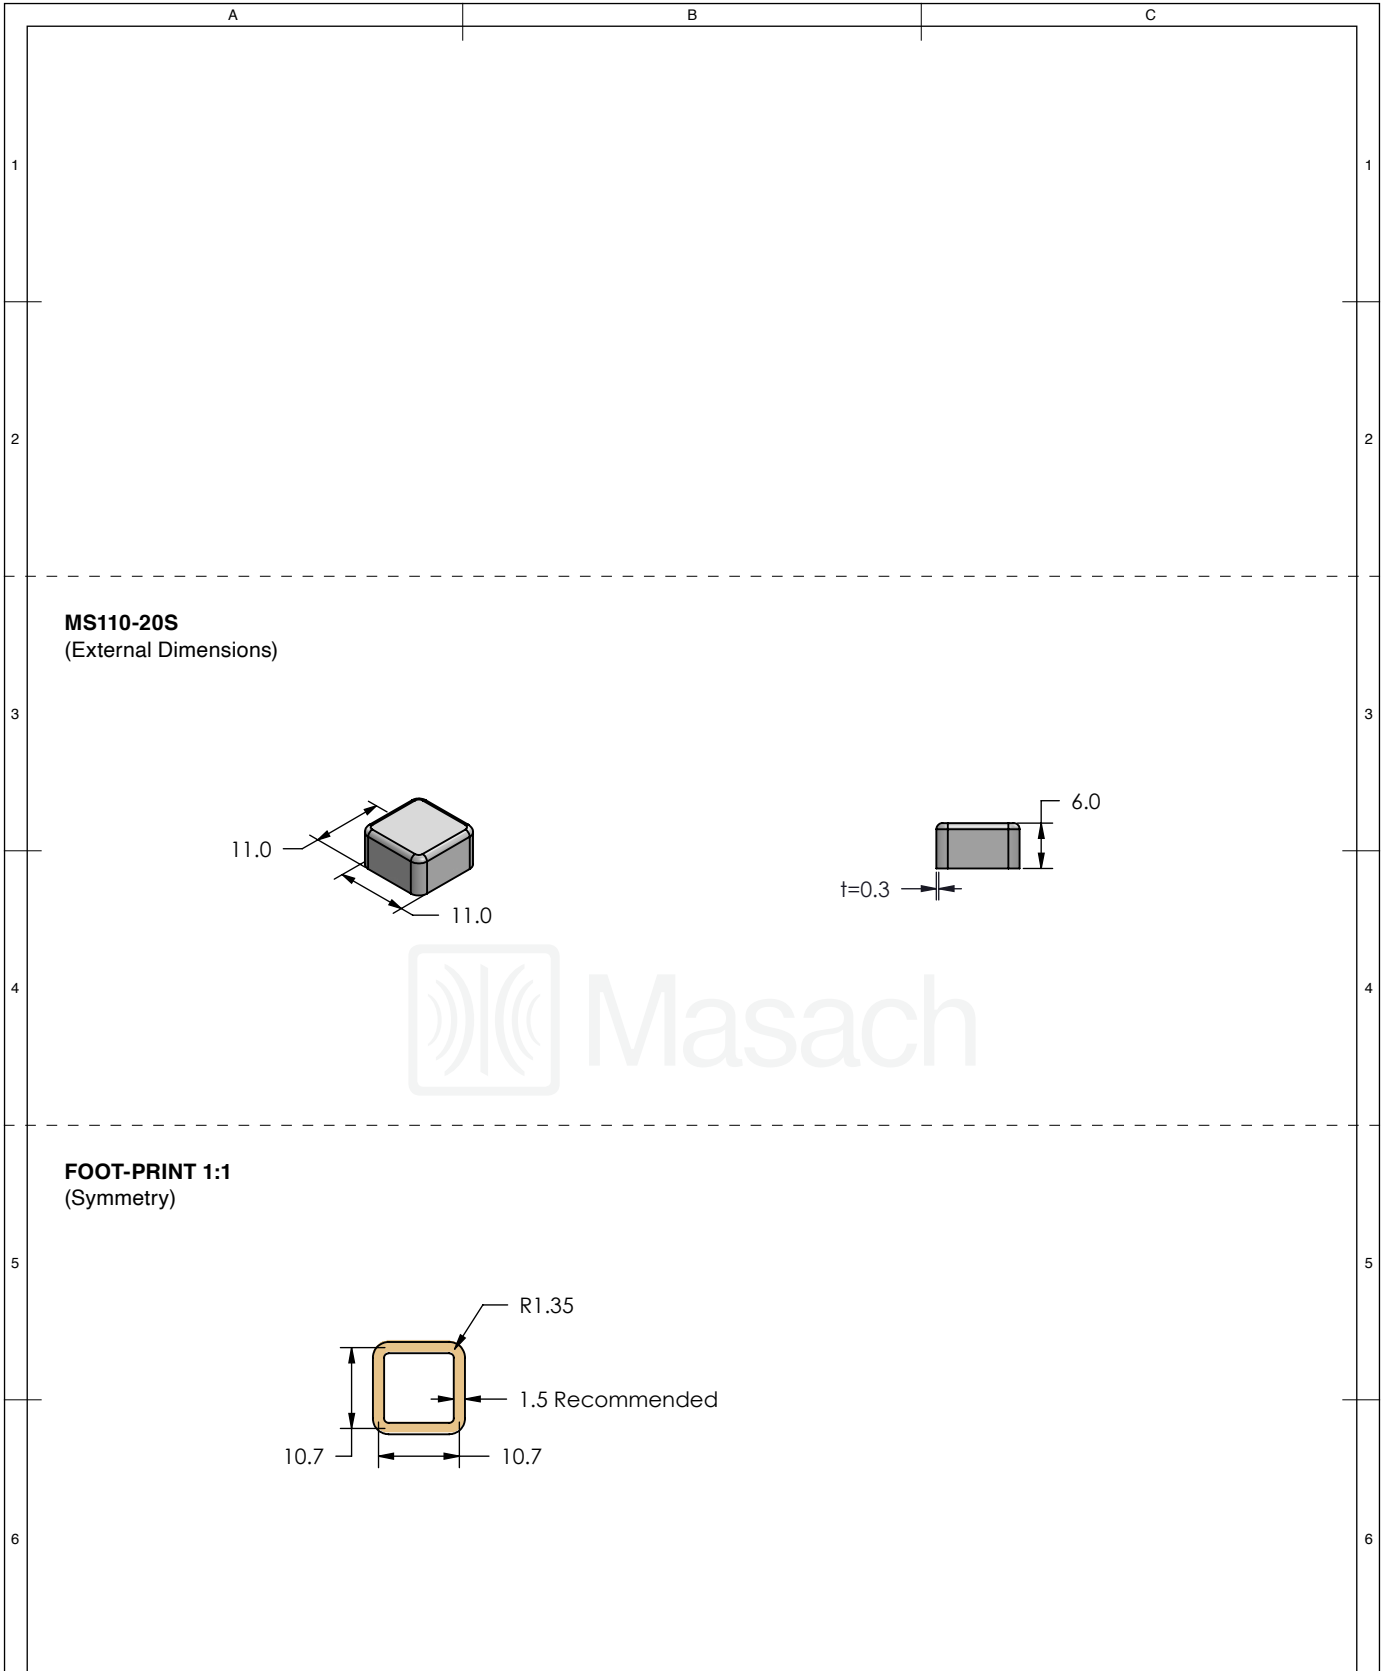 A B C
1 1
2 2
MS110-20S
(External Dimensions)
3 3
6.0
11.0
t=0.3
11.0
Masach
4 4
FOOT-PRINT 1:1
(Symmetry)
5 5
R1.35
1.5 Recommended
10.7 10.7
6 6